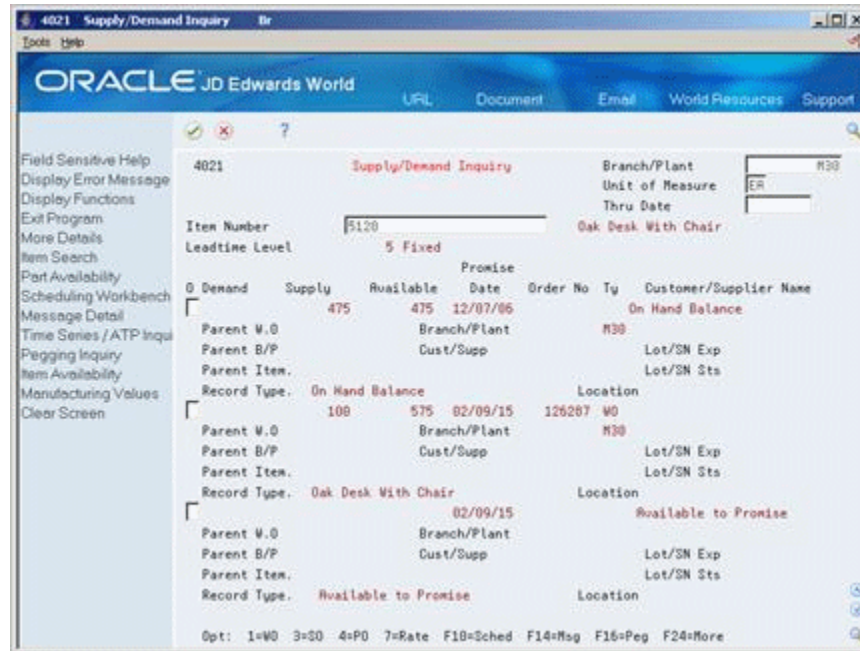 4021 Supply/Demand Inquiry Br
Tools Help
ORACLE JD Edwards World
URL Document Email World Resources Support
?
Field Sensitive Help
Display Error Message
Display Functions
Exit Program
More Details
Item Search
Part Availability
Scheduling Workbench
Message Detail
Time Series / ATP Inqui
Pegging Inquiry
Item Availability
Manufacturing Values
Clear Screen
4021 Supply/Demand Inquiry Branch/Plant M30
Unit of Measure EA
Thru Date
Item Number 5120 Oak Desk With Chair
Leadtime Level 5 Fixed
Promise
O Demand Supply Available Date Order No Ty Customer/Supplier Name
475 475 12/07/06 On Hand Balance
Parent W.O Branch/Plant M30
Parent B/P Cust/Supp Lot/SN Exp
Parent Item. Lot/SN Sts
Record Type. On Hand Balance Location
100 575 02/09/15 126207 WO
Parent W.O Branch/Plant M30
Parent B/P Cust/Supp Lot/SN Exp
Parent Item. Lot/SN Sts
Record Type. Oak Desk With Chair Location
02/09/15 Available to Promise
Parent W.O Branch/Plant
Parent B/P Cust/Supp Lot/SN Exp
Parent Item. Lot/SN Sts
Record Type. Available to Promise Location
Opt: 1=WO 3=SO 4=PO 7=Rate F10=Sched F14=Msg F16=Peg F24=More